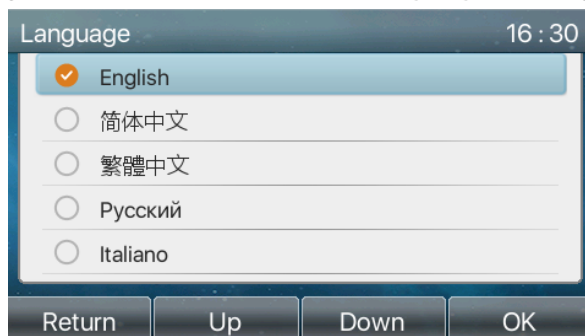 Language 16 : 30
English
简体中文
繁體中文
Русский
Italiano
Return Up Down OK